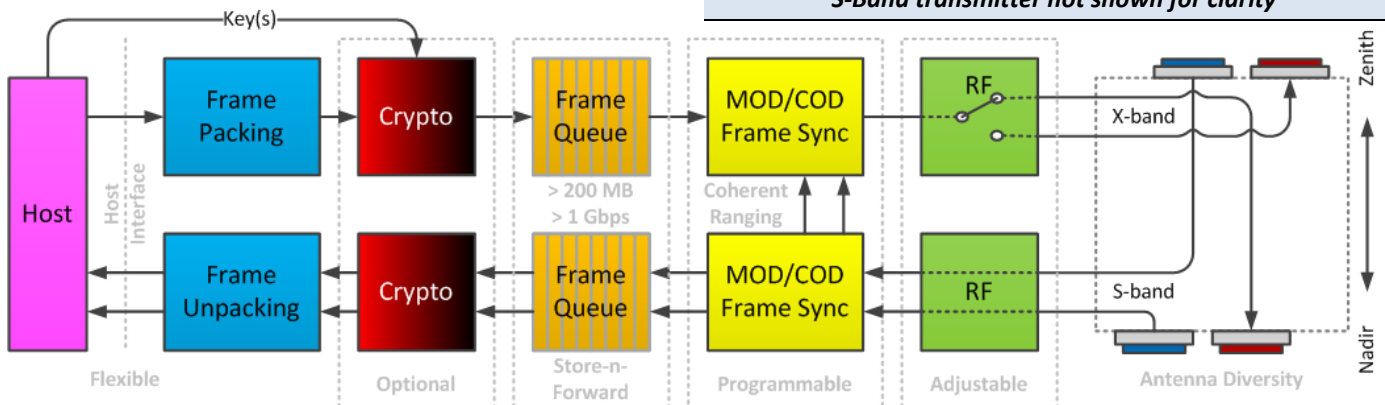 S-Band transmitter not shown for clarity
Key(s)
Host
Host
Interface
Frame
Packing
Crypto
Frame
Queue
> 200 MB
> 1 Gbps
MOD/COD
Frame Sync
Coherent
Ranging
RF
X-band
Zenith
Frame
Unpacking
Crypto
Frame
Queue
MOD/COD
Frame Sync
RF
S-band
Nadir
Flexible
Optional
Store-n-
Forward
Programmable
Adjustable
Antenna Diversity